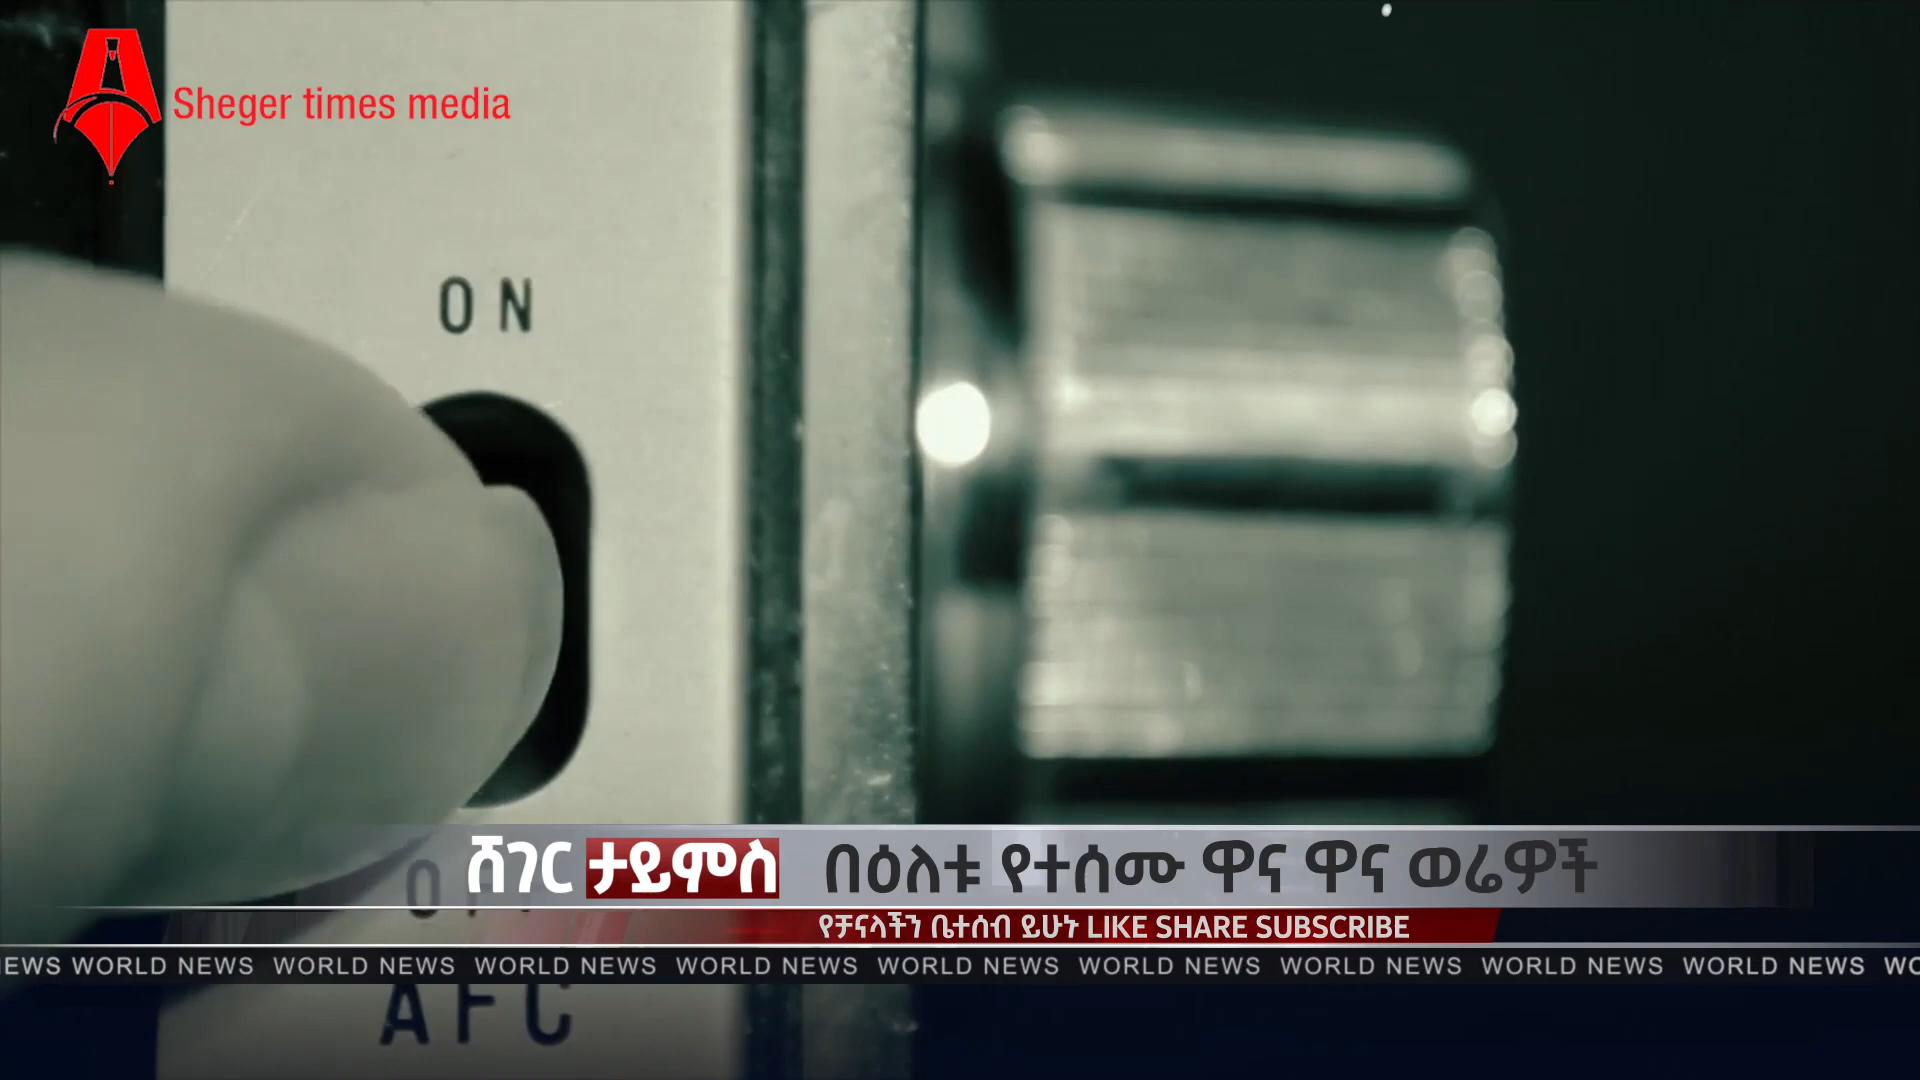 Sheger times media
ON
ሸገር ታይምስ በዕለቱ የተሰሙ ዋና ዋና ወሬዎች
የቻናላችን ቤተሰብ ይሁኑ LIKE SHARE SUBSCRIBE
WORLD NEWS WORLD NEWS WORLD NEWS WORLD NEWS WORLD NEWS WORLD NEWS WORLD NEWS WORLD NEWS WORLD NEWS
AFC